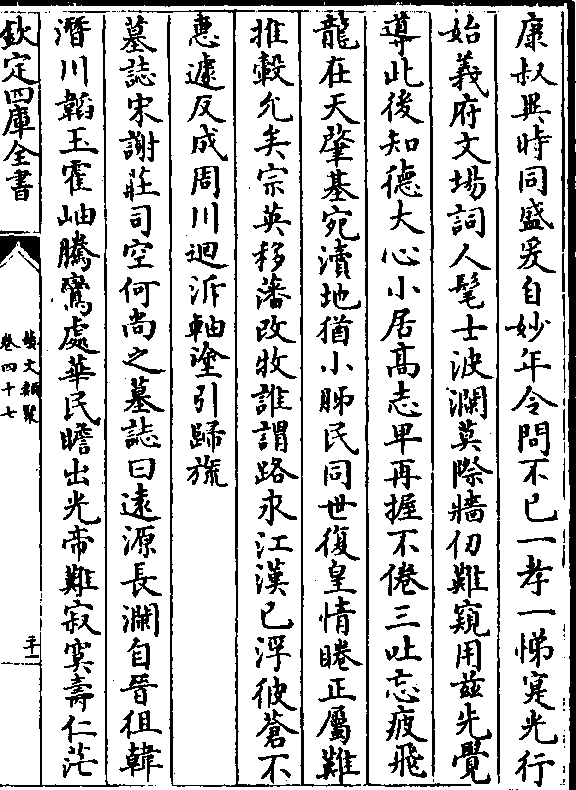 康叔異時同盛爰自妙年令問不已一孝一悌寔光行
始義府文場詞人髦士波瀾莫際牆仞難窺用茲先覺
導此後知德大心小居高志卑再握不倦三吐忘疲飛
龍在天肇基宛濆地猶小腁民同世復皇情睠正屬難
推轂允矣宗英移藩改牧誰謂路永江漢已浮彼蒼不
惠遽反成周川迴泝軸塗引歸旒
墓誌宋謝莊司空何尚之墓誌曰遠源長瀾自晉徂韓
潛川韜玉霍岫騰鸞處華民瞻出光帝難寂寞壽仁茫
欽定四庫全書
藝文類聚
卷四十七
二十一